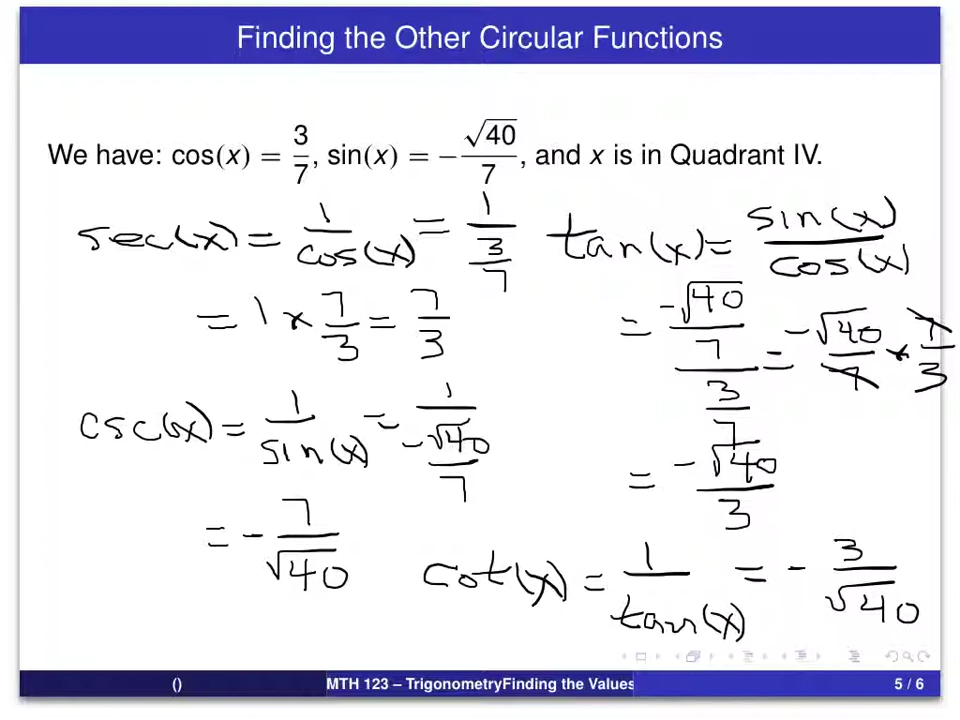 Finding the Other Circular Functions
We have: cos(x) = 3/7, sin(x) = −√40/7, and x is in Quadrant IV.
sec(x) = 1/cos(x) = 1/(3/7)
= 1 × 7/3 = 7/3
csc(x) = 1/sin(x) = 1/(−√40/7)
= − 7/√40
tan(x) = sin(x)/cos(x)
= (−√40/7)/(3/7) = −√40/7 × 7/3
= −√40/3
cot(x) = 1/tan(x) = − 3/√40
() MTH 123 – TrigonometryFinding the Values 5 / 6